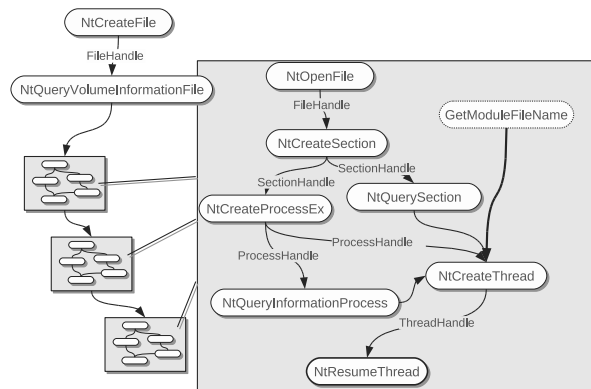 NtCreateFile
FileHandle
NtQueryVolumeInformationFile
NtOpenFile
FileHandle
GetModuleFileName
NtCreateSection
SectionHandle
SectionHandle
NtQuerySection
NtCreateProcessEx
ProcessHandle
ProcessHandle
NtCreateThread
NtQueryInformationProcess
ThreadHandle
NtResumeThread